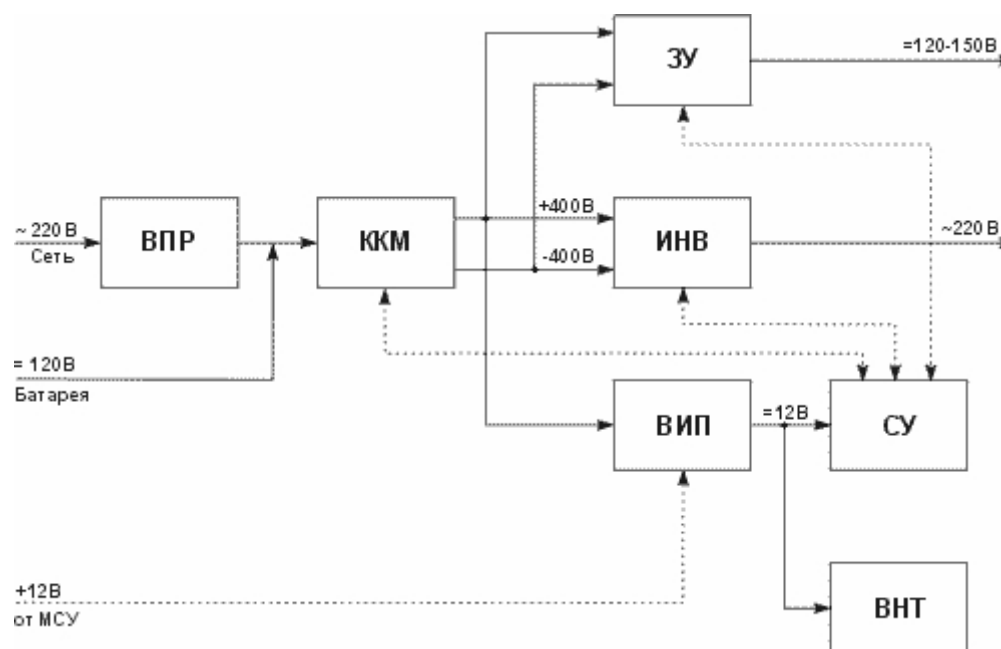 ЗУ
=120-150В
~ 220В
Сеть
ВПР
ККМ
+400В
-400В
ИНВ
~220 В
= 120В
Батарея
ВИП
=12В
СУ
+12В
от МСУ
ВНТ